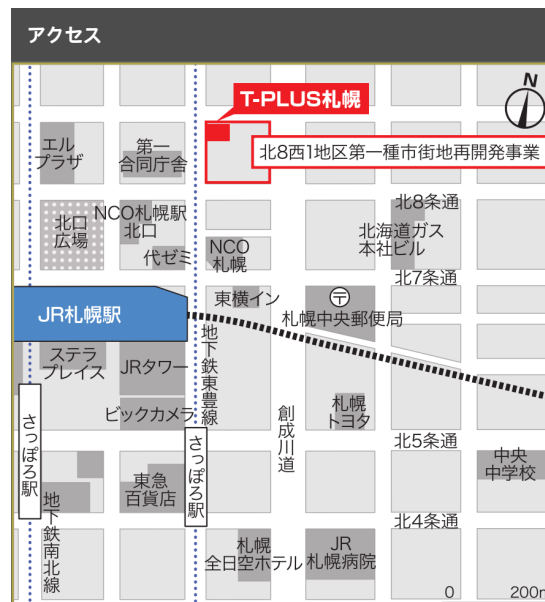 アクセス
N
T-PLUS札幌
エル
プラザ
第一
合同庁舎
北8西1地区第一種市街地再開発事業
北8条通
北口
広場
NCO札幌駅
北口
代ゼミ
NCO
札幌
北海道ガス
本社ビル
北7条通
JR札幌駅
東横イン
〒
札幌中央郵便局
地下鉄東豊線
ステラ
プレイス
JRタワー
ビックカメラ
さっぽろ駅
さっぽろ駅
創成川道
札幌
トヨタ
北5条通
中央
中学校
東急
百貨店
地下鉄南北線
北4条通
札幌
全日空ホテル
JR
札幌病院
0
200m